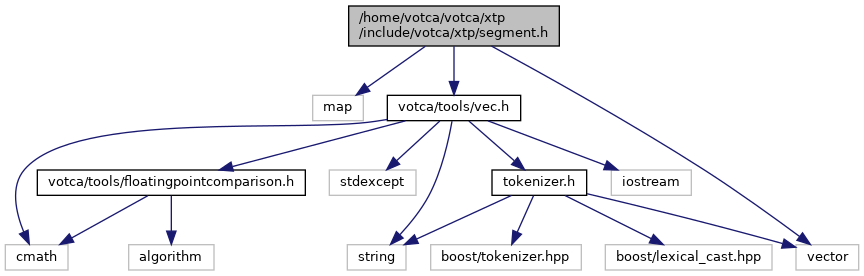 /home/votca/votca/xtp
/include/votca/xtp/segment.h
map
votca/tools/vec.h
votca/tools/floatingpointcomparison.h
stdexcept
tokenizer.h
iostream
cmath
algorithm
string
boost/tokenizer.hpp
boost/lexical_cast.hpp
vector